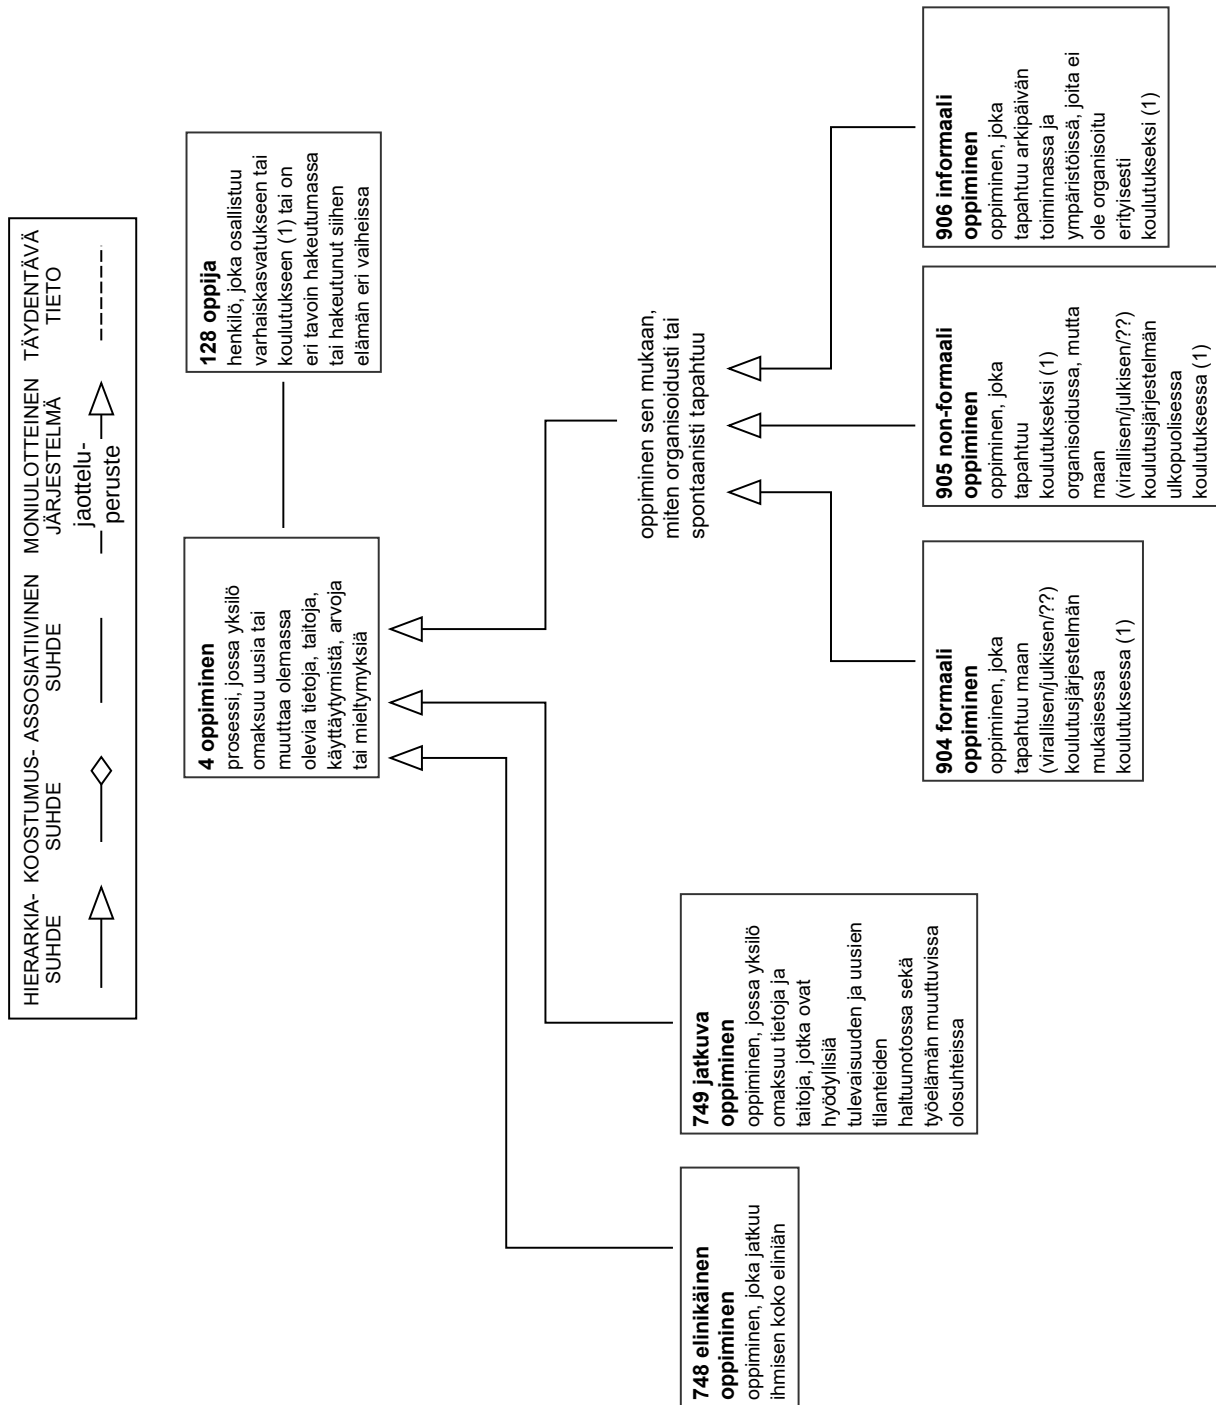 HIERARKIA- KOOSTUMUS- ASSOSIATIIVINEN MONIULOTTEINEN TÄYDENTÄVÄ
SUHDE SUHDE SUHDE JÄRJESTELMÄ TIETO
jaottelu-
peruste
4 oppiminen
prosessi, jossa yksilö
omaksuu uusia tai
muuttaa olemassa
olevia tietoja, taitoja,
käyttäytymistä, arvoja
tai mieltymyksiä
128 oppija
henkilö, joka osallistuu
varhaiskasvatukseen tai
koulutukseen (1) tai on
eri tavoin hakeutumassa
tai hakeutunut siihen
elämän eri vaiheissa
oppiminen sen mukaan,
miten organisoidusti tai
spontaanisti tapahtuu
748 elinikäinen
oppiminen
oppiminen, joka jatkuu
ihmisen koko eliniän
749 jatkuva
oppiminen
oppiminen, jossa yksilö
omaksuu tietoja ja
taitoja, jotka ovat
hyödyllisiä
tulevaisuuden ja uusien
tilanteiden
haltuunotossa sekä
työelämän muuttuvissa
olosuhteissa
904 formaali
oppiminen
oppiminen, joka
tapahtuu maan
(virallisen/julkisen/??)
koulutusjärjestelmän
mukaisessa
koulutuksessa (1)
905 non-formaali
oppiminen
oppiminen, joka
tapahtuu
koulutukseksi (1)
organisoidussa, mutta
maan
(virallisen/julkisen/??)
koulutusjärjestelmän
ulkopuolisessa
koulutuksessa (1)
906 informaali
oppiminen
oppiminen, joka
tapahtuu arkipäivän
toiminnassa ja
ympäristöissä, joita ei
ole organisoitu
erityisesti
koulutukseksi (1)